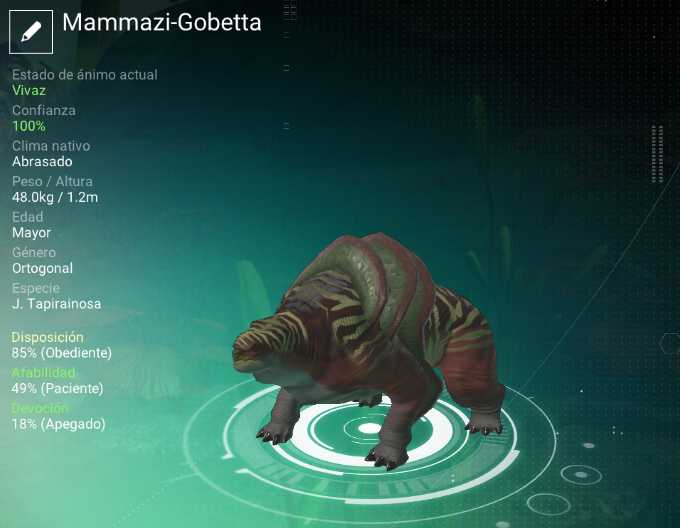 Mammazi-Gobetta
Estado de ánimo actual
Vivaz
Confianza
100%
Clima nativo
Abrasado
Peso / Altura
48.0kg / 1.2m
Edad
Mayor
Género
Ortogonal
Especie
J. Tapirainosa
Disposición
85% (Obediente)
Afabilidad
49% (Paciente)
Devoción
18% (Apegado)